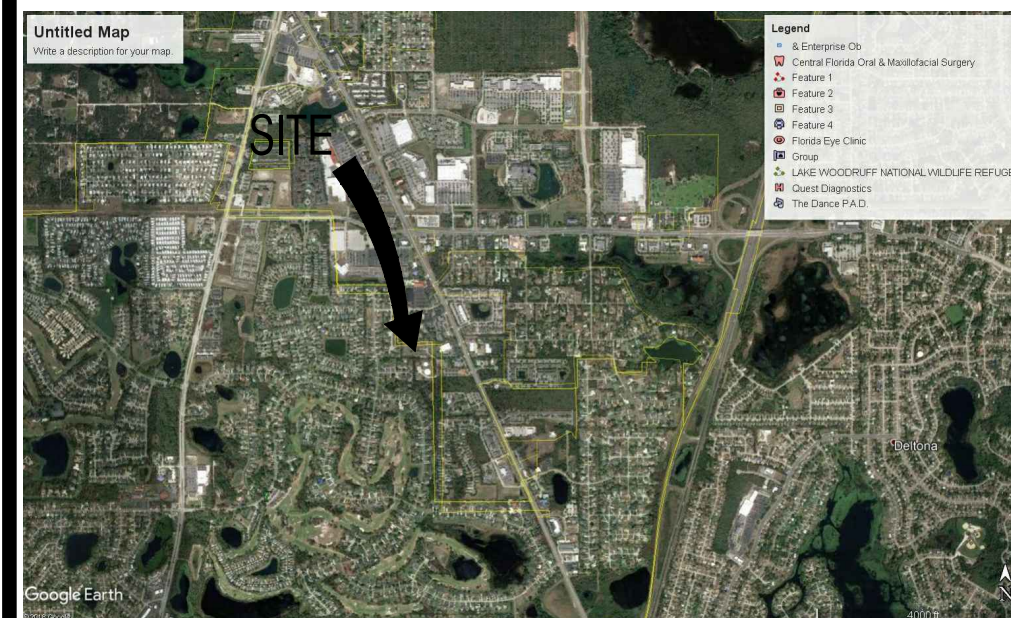 Untitled Map
Write a description for your map.
SITE
Legend
& Enterprise Ob
Central Florida Oral & Maxillofacial Surgery
Feature 1
Feature 2
Feature 3
Feature 4
Florida Eye Clinic
Group
LAKE WOODRUFF NATIONAL WILDLIFE REFUGE
Quest Diagnostics
The Dance P.A.D.
Deltona
Google Earth
N
4000 ft